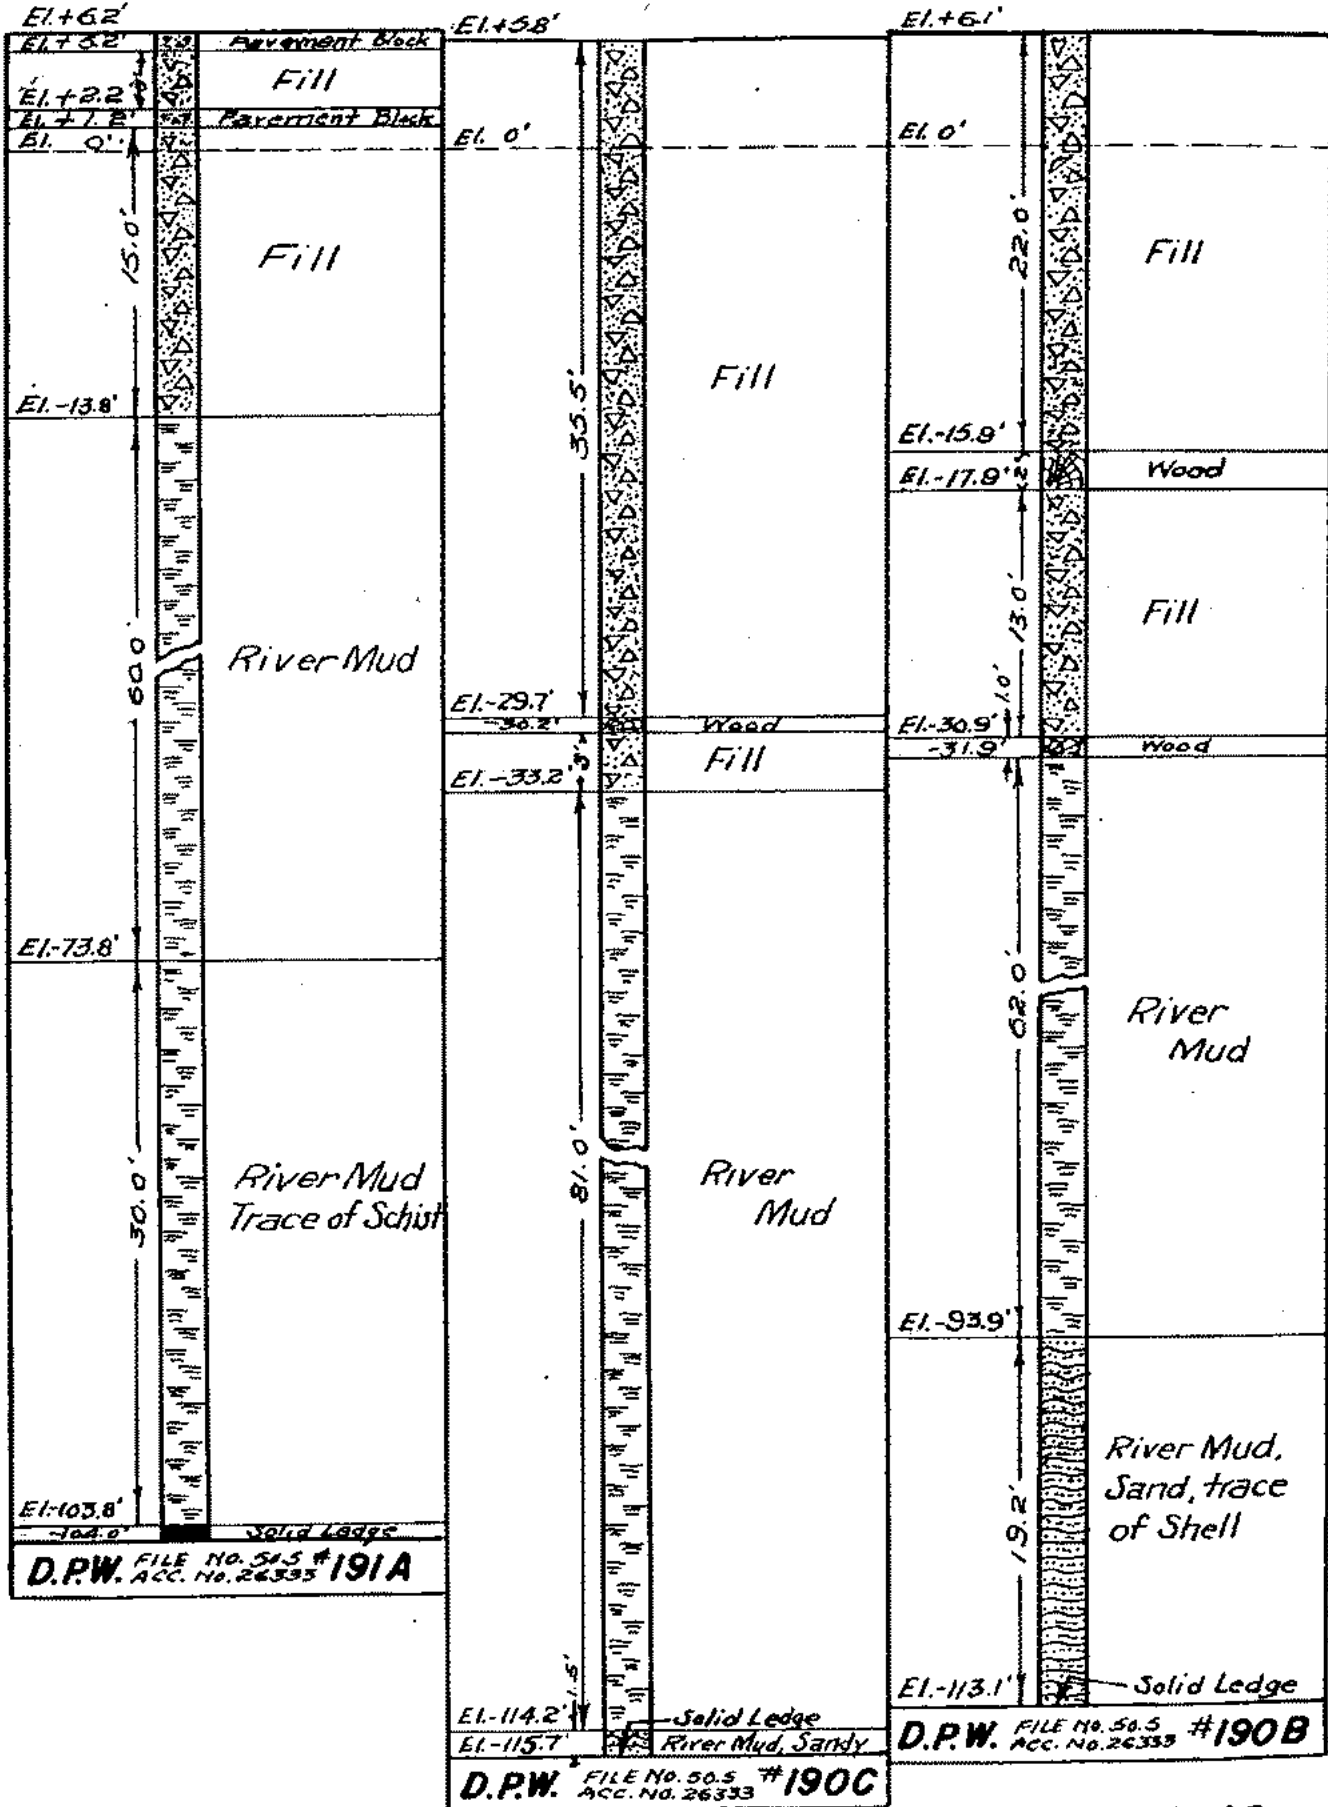 El.+6.2'
El.+5.2'
Pavement Block
Fill
El.+2.2'
El.+1.2'
Pavement Block
El. 0'
15.0'
Fill
El.-13.8'
60.0'
River Mud
El.-73.8'
30.0'
River Mud
Trace of Schist
El.-103.8'
-104.0'
Solid Ledge
D.P.W. FILE NO. 50.5 #191A
ACC. No. 26333
El.+5.8'
El. 0'
35.5'
Fill
El.-29.7'
-30.2'
Wood
3'
Fill
El.-33.2'
81.0'
River
Mud
1.5'
El.-114.2'
Solid Ledge
El.-115.7'
River Mud, Sandy
D.P.W. FILE NO. 50.5 #190C
ACC. NO. 26333
El.+6.1'
El. 0'
22.0'
Fill
El.-15.9'
2'
Wood
El.-17.9'
13.0'
Fill
1.0'
El.-30.9'
-31.9'
Wood
62.0'
River
Mud
El.-93.9'
19.2'
River Mud,
Sand, trace
of Shell
El.-113.1'
Solid Ledge
D.P.W. FILE NO. 50.5 #190B
ACC. NO. 26333